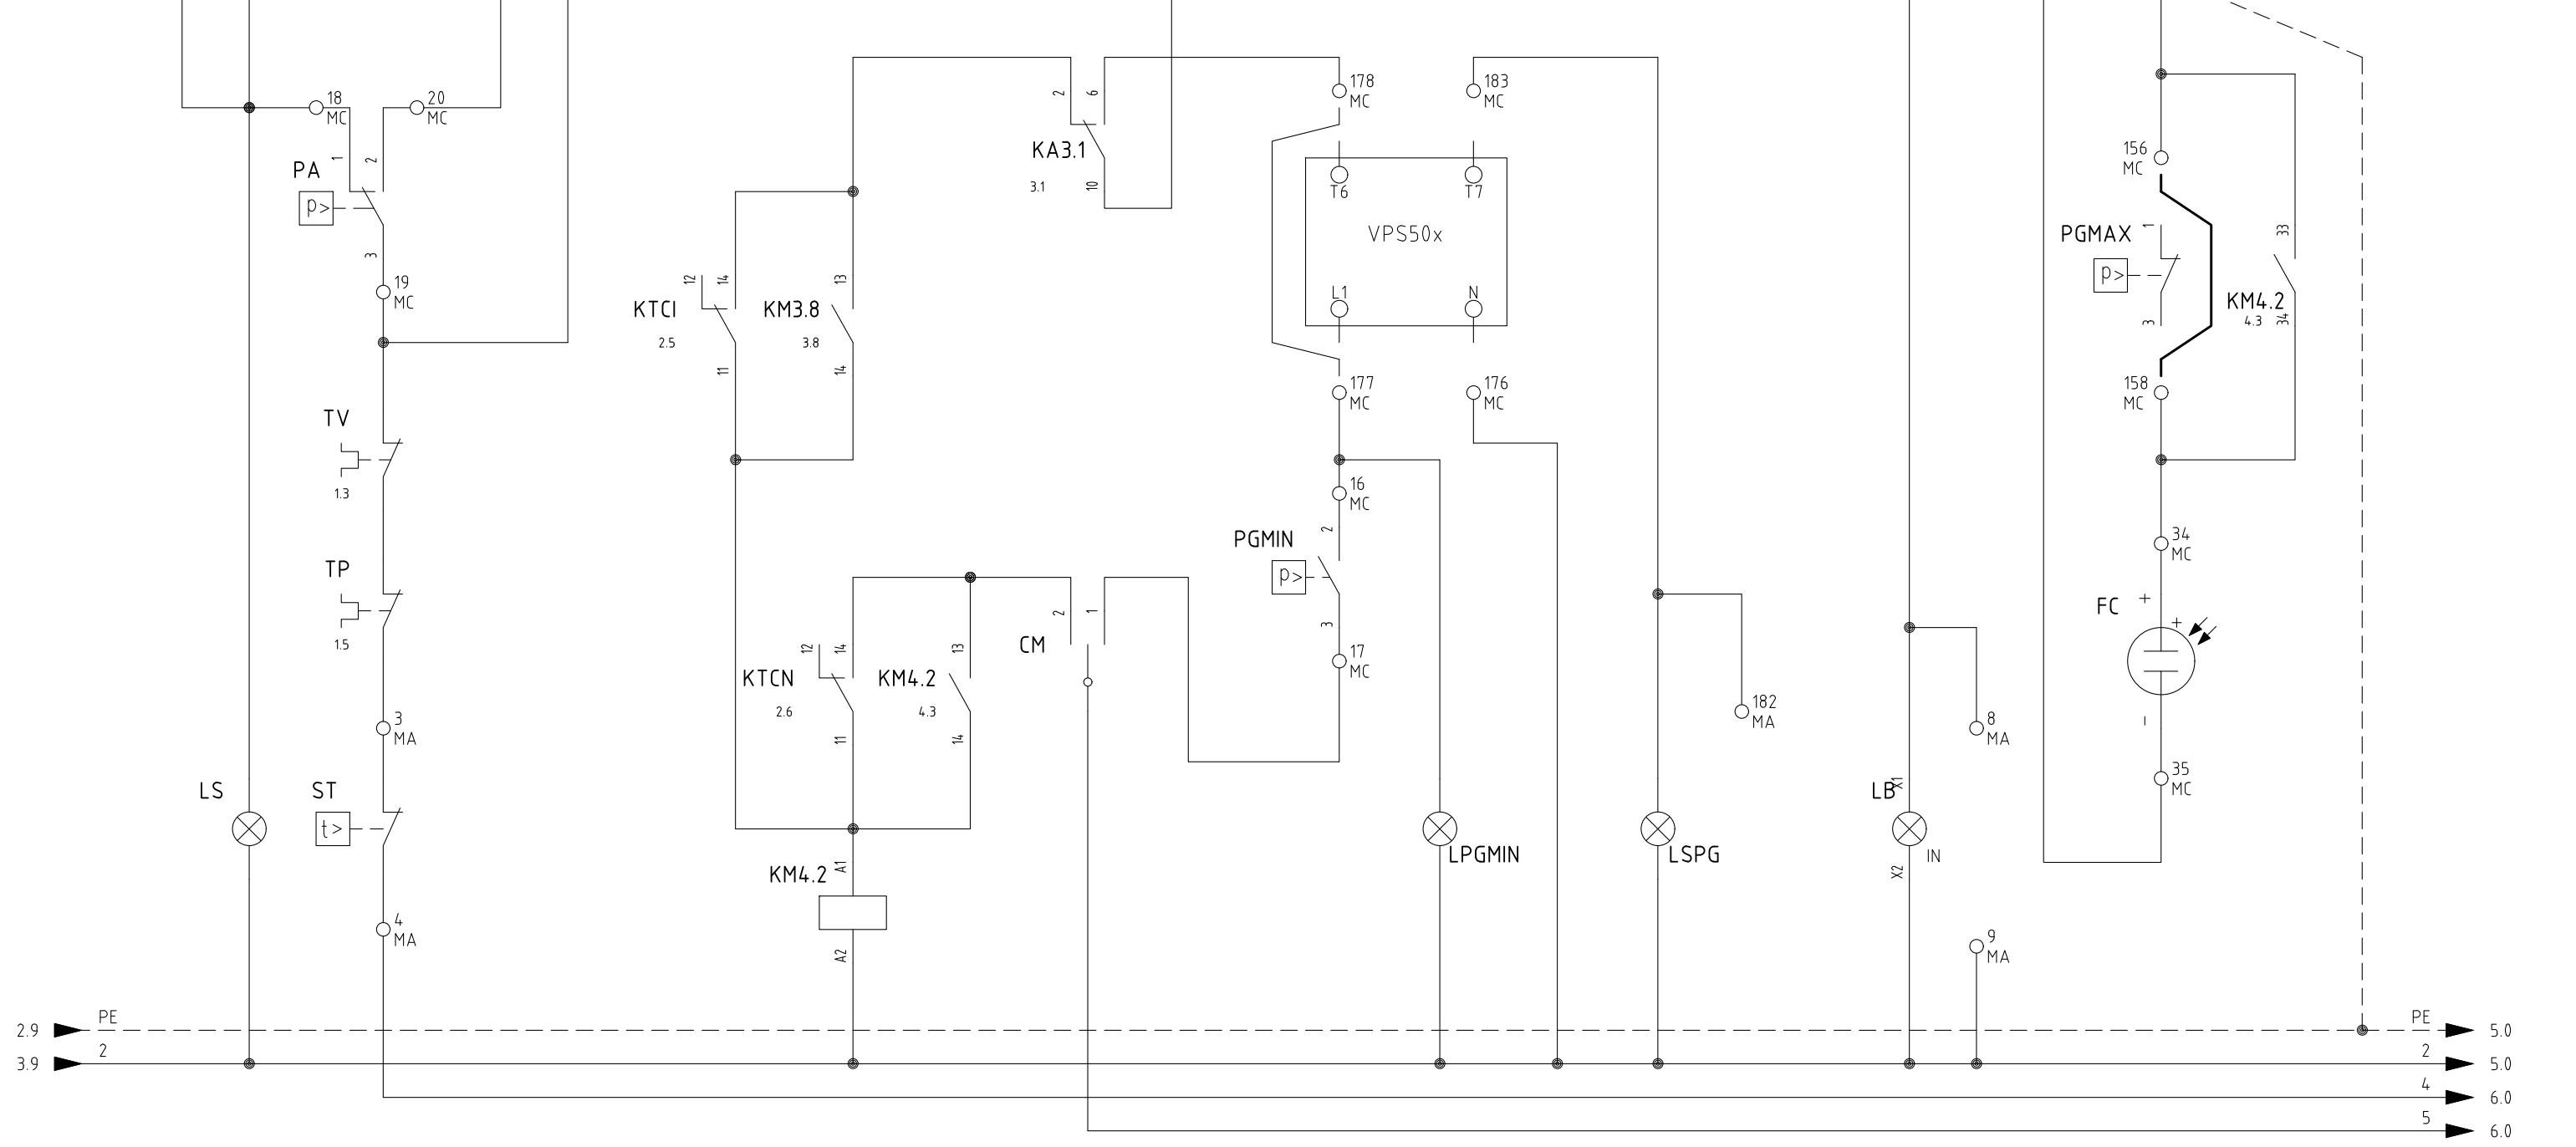 18
MC
20
MC
1
2
PA
p>
3
19
MC
TV
1.3
TP
1.5
3
MA
LS
ST
t>
4
MA
2
6
KA3.1
3.1
10
12
14
13
KTCI
2.5
KM3.8
3.8
11
14
178
MC
183
MC
T6
T7
VPS50x
L1
N
177
MC
176
MC
16
MC
2
PGMIN
p>
3
17
MC
2
1
CM
12
14
13
KTCN
2.6
KM4.2
4.3
11
14
A1
KM4.2
A2
LPGMIN
LSPG
182
MA
X1
LB
IN
X2
8
MA
9
MA
156
MC
1
33
PGMAX
p>
KM4.2
4.3
34
3
158
MC
34
MC
+
FC
+
-
35
MC
2.9
PE
PE
5.0
3.9
2
2
5.0
4
6.0
5
6.0